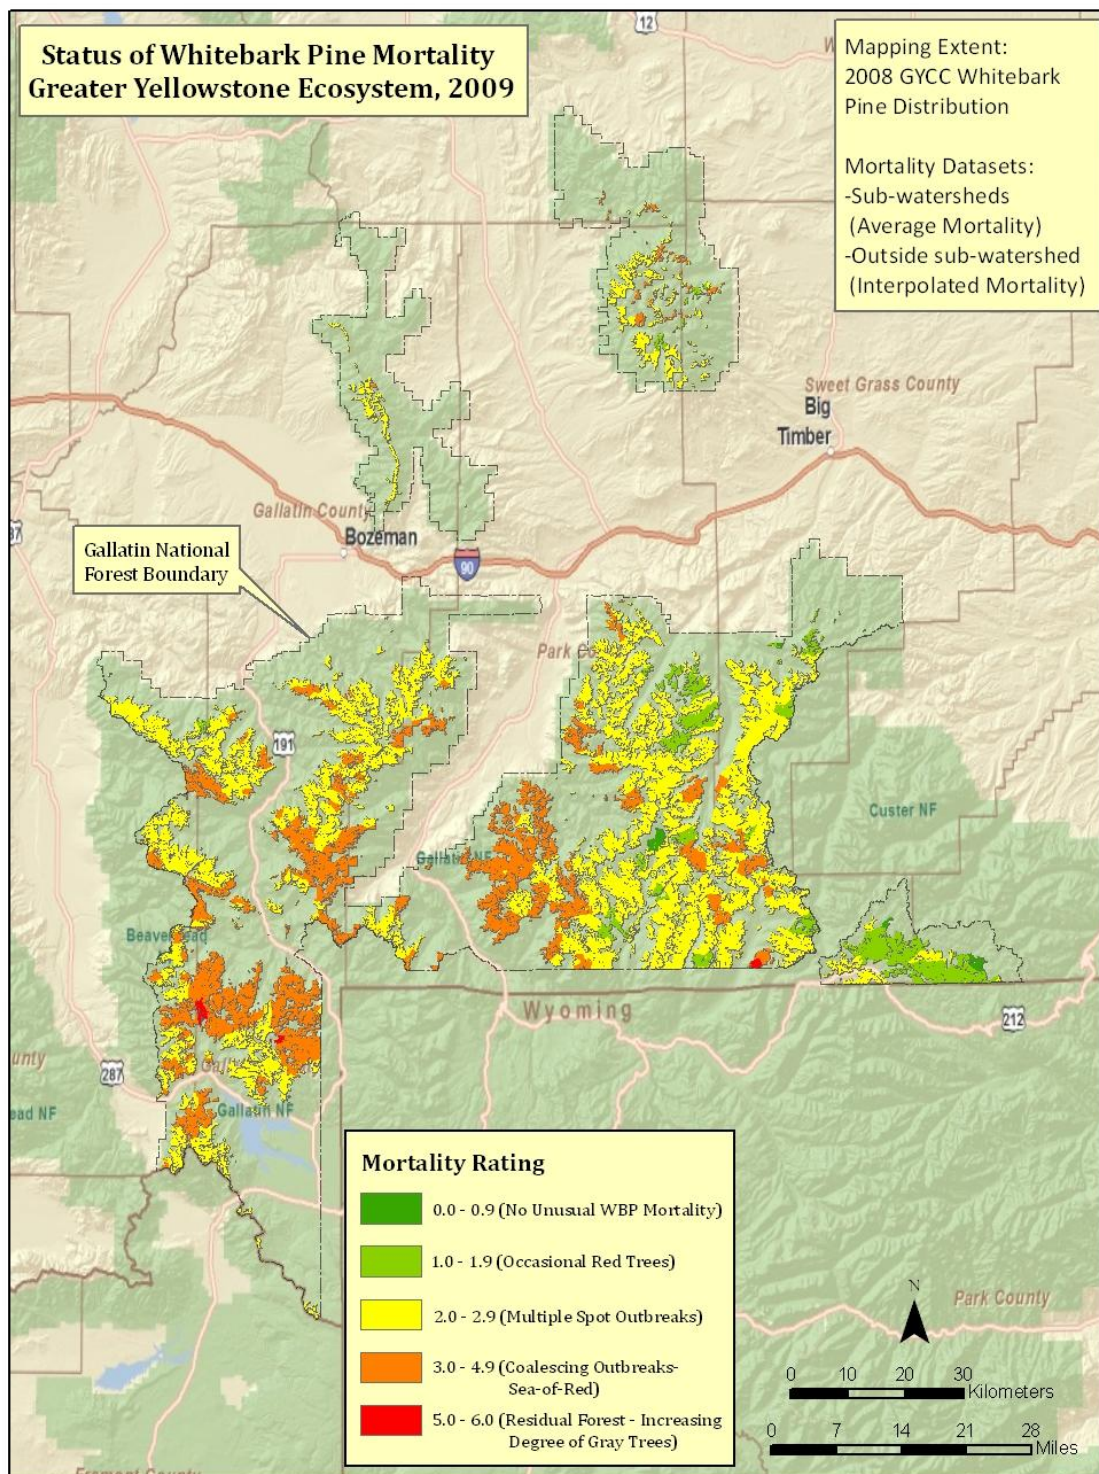 Status of Whitebark Pine Mortality
Greater Yellowstone Ecosystem, 2009
12
Mapping Extent:
2008 GYCC Whitebark
Pine Distribution
Mortality Datasets:
-Sub-watersheds
(Average Mortality)
-Outside sub-watershed
(Interpolated Mortality)
Sweet Grass County
Big
Timber
Gallatin County
Bozeman
90
Gallatin National
Forest Boundary
Park
191
Custer NF
Gallatin NF
Wyoming
212
287
Gallatin NF
Mortality Rating
0.0 - 0.9 (No Unusual WBP Mortality)
1.0 - 1.9 (Occasional Red Trees)
2.0 - 2.9 (Multiple Spot Outbreaks)
3.0 - 4.9 (Coalescing Outbreaks-
Sea-of-Red)
5.0 - 6.0 (Residual Forest - Increasing
Degree of Gray Trees)
N
Park County
0 10 20 30
Kilometers
0 7 14 21 28
Miles